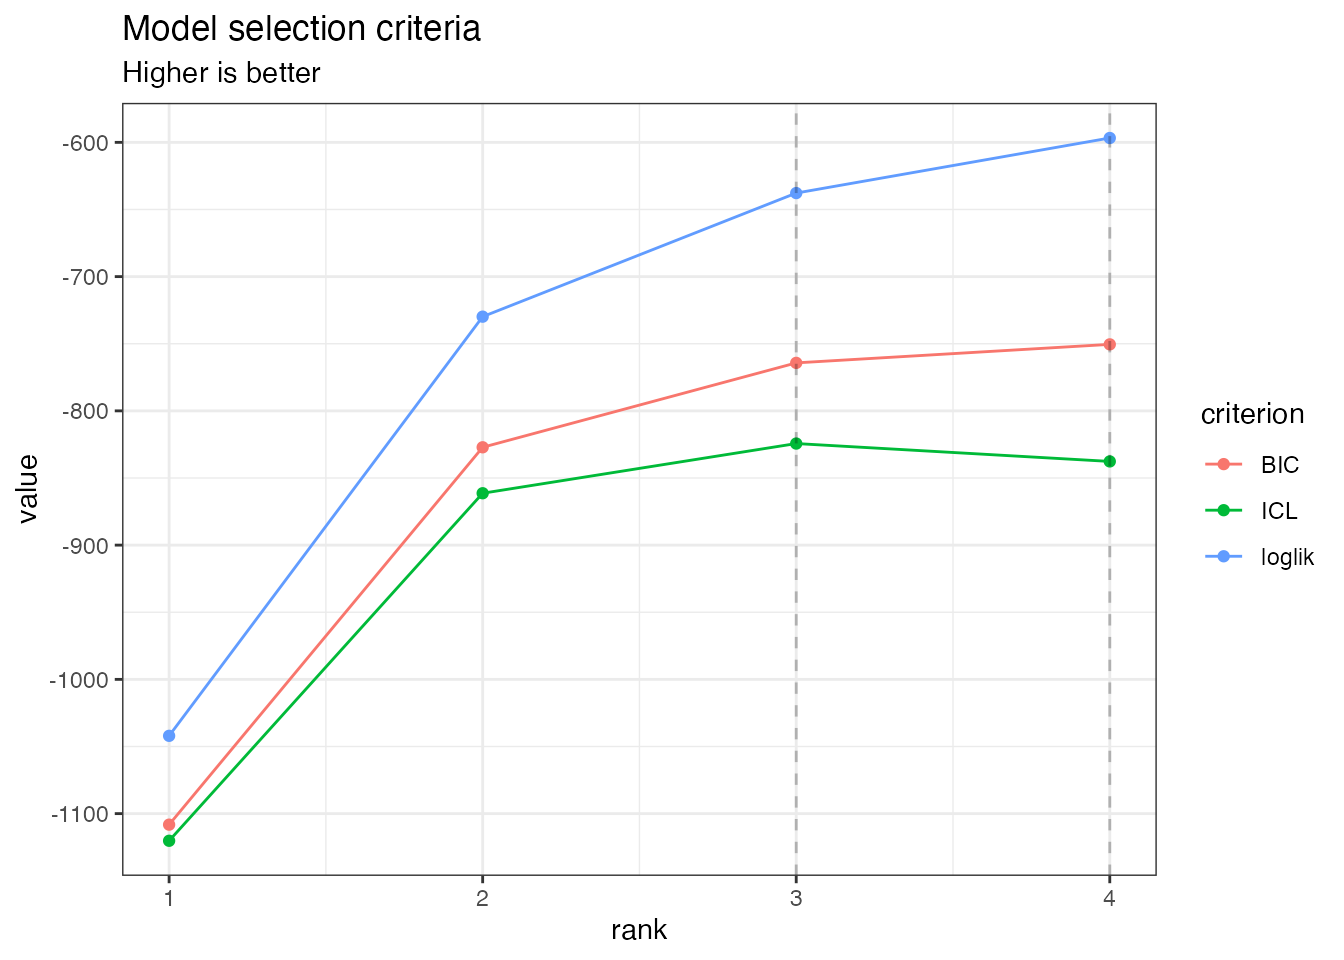 Model selection criteria
Higher is better
-600
-700
-800
-900
-1000
-1100
value
1 2 3 4
rank
criterion
BIC
ICL
loglik